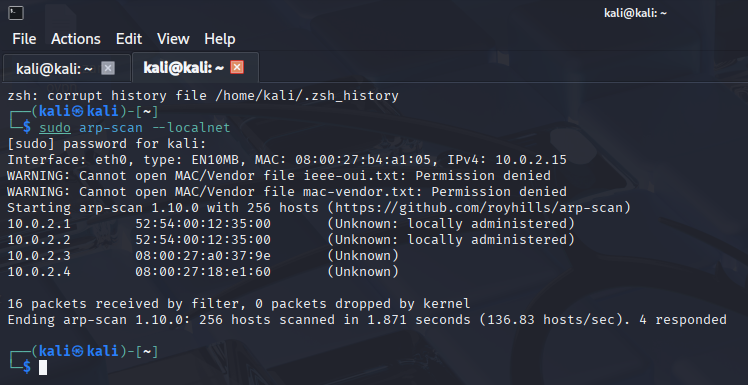 kali@kali: ~
File Actions Edit View Help
kali@kali: ~ kali@kali: ~
zsh: corrupt history file /home/kali/.zsh_history
┌──(kali㉿kali)-[~]
└─$ sudo arp-scan --localnet
[sudo] password for kali:
Interface: eth0, type: EN10MB, MAC: 08:00:27:b4:a1:05, IPv4: 10.0.2.15
WARNING: Cannot open MAC/Vendor file ieee-oui.txt: Permission denied
WARNING: Cannot open MAC/Vendor file mac-vendor.txt: Permission denied
Starting arp-scan 1.10.0 with 256 hosts (https://github.com/royhills/arp-scan)
10.0.2.1 52:54:00:12:35:00 (Unknown: locally administered)
10.0.2.2 52:54:00:12:35:00 (Unknown: locally administered)
10.0.2.3 08:00:27:a0:37:9e (Unknown)
10.0.2.4 08:00:27:18:e1:60 (Unknown)
16 packets received by filter, 0 packets dropped by kernel
Ending arp-scan 1.10.0: 256 hosts scanned in 1.871 seconds (136.83 hosts/sec). 4 responded
┌──(kali㉿kali)-[~]
└─$